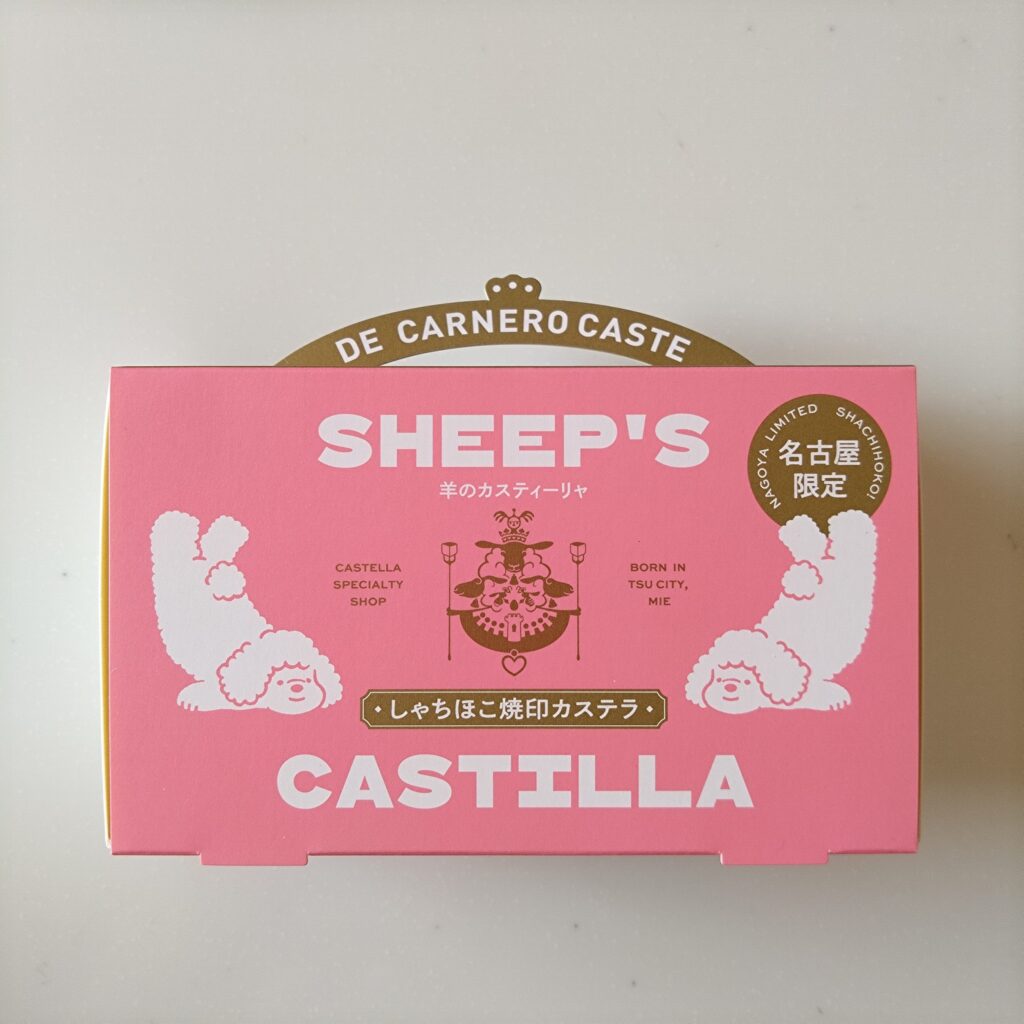 DE CARNERO CASTE
SHEEP'S
羊のカスティーリャ
NAGOYA LIMITED SHACHIHOKO!
名古屋
限定
CASTELLA
SPECIALTY
SHOP
BORN IN
TSU CITY,
MIE
しゃちほこ焼印カステラ
CASTILLA